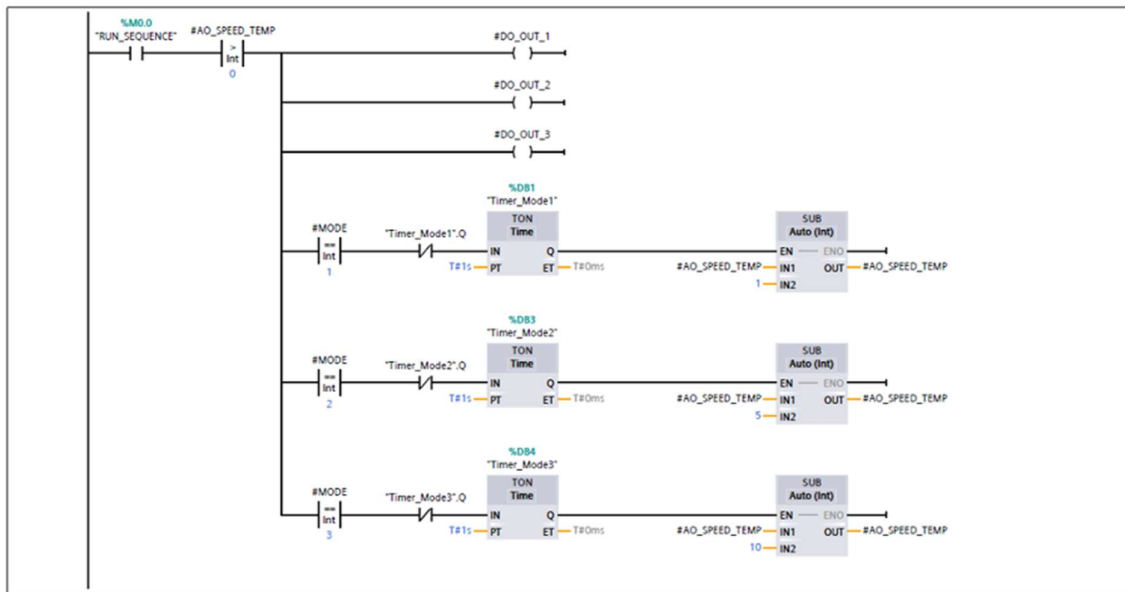 %M0.0
"RUN_SEQUENCE"
#AO_SPEED_TEMP
>
Int
0
#DO_OUT_1
#DO_OUT_2
#DO_OUT_3
#MODE
==
Int
1
"Timer_Mode1".Q
%DB1
"Timer_Mode1"
TON
Time
IN Q
T#1s PT ET T#0ms
SUB
Auto (Int)
EN ENO
#AO_SPEED_TEMP IN1 OUT #AO_SPEED_TEMP
1 IN2
#MODE
==
Int
2
"Timer_Mode2".Q
%DB3
"Timer_Mode2"
TON
Time
IN Q
T#1s PT ET T#0ms
SUB
Auto (Int)
EN ENO
#AO_SPEED_TEMP IN1 OUT #AO_SPEED_TEMP
5 IN2
#MODE
==
Int
3
"Timer_Mode3".Q
%DB4
"Timer_Mode3"
TON
Time
IN Q
T#1s PT ET T#0ms
SUB
Auto (Int)
EN ENO
#AO_SPEED_TEMP IN1 OUT #AO_SPEED_TEMP
10 IN2